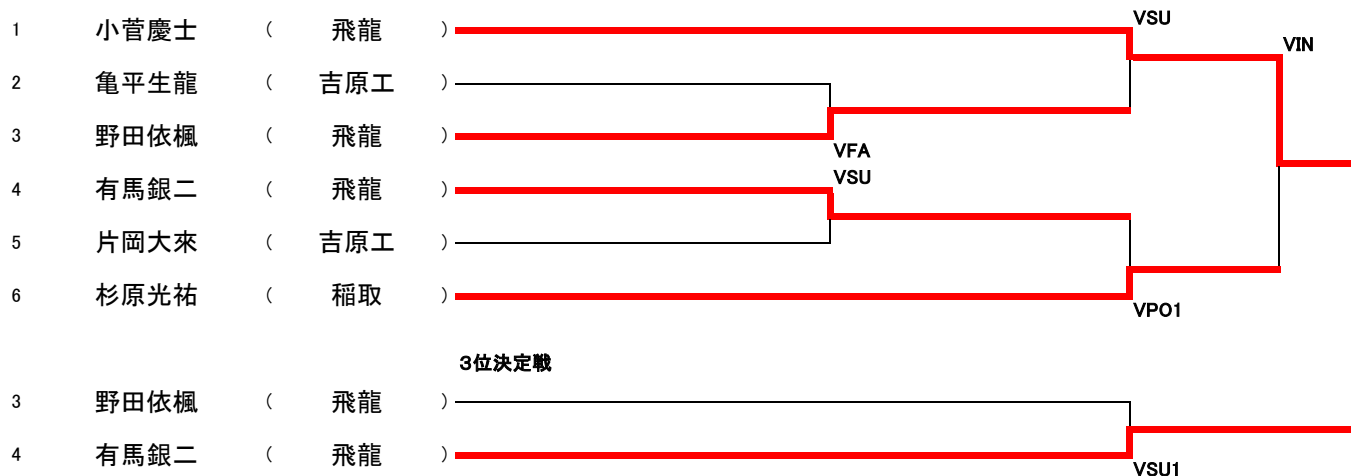 VSU
1 小菅慶士 ( 飛龍 )
VIN
2 亀平生龍 ( 吉原工 )
3 野田依楓 ( 飛龍 )
VFA
4 有馬銀二 ( 飛龍 )
VSU
5 片岡大來 ( 吉原工 )
6 杉原光祐 ( 稲取 )
VPO1
3位決定戦
3 野田依楓 ( 飛龍 )
4 有馬銀二 ( 飛龍 )
VSU1